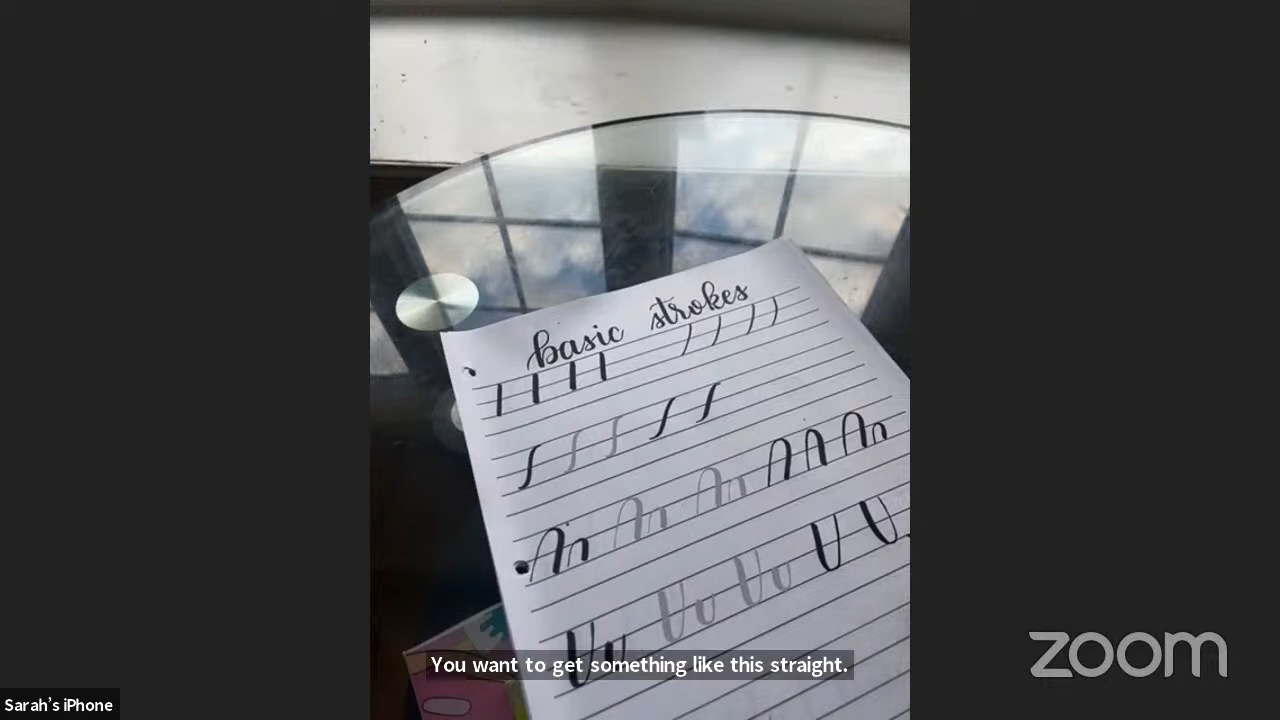 basic strokes
You want to get something like this straight.
zoom
Sarah's iPhone